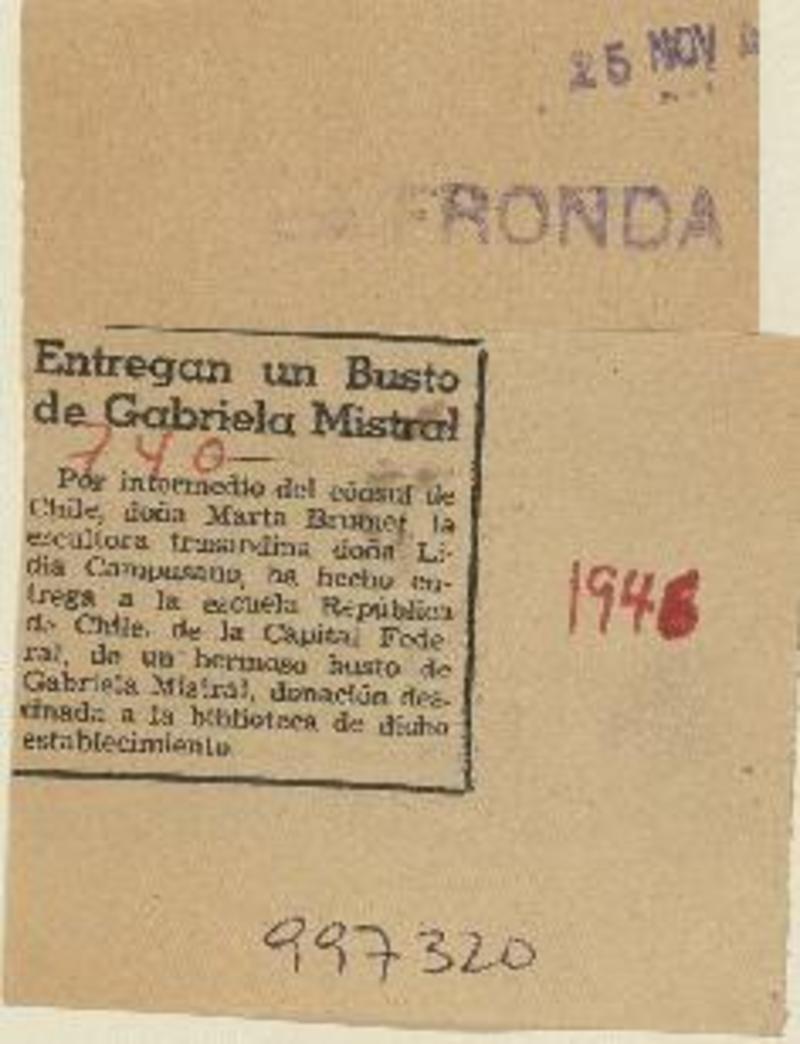 25 NOV
FRONDA
Entregan un Busto
de Gabriela Mistral
740
Por intermedio del cónsul de
Chile, doña Marta Brunet, la
escultora trasandina doña Li-
dia Campusano, ha hecho en-
trega a la escuela República
de Chile, de la Capital Fede-
ral, de un hermoso busto de
Gabriela Mistral, donación des-
tinada a la biblioteca de dicho
establecimiento
1946
997320